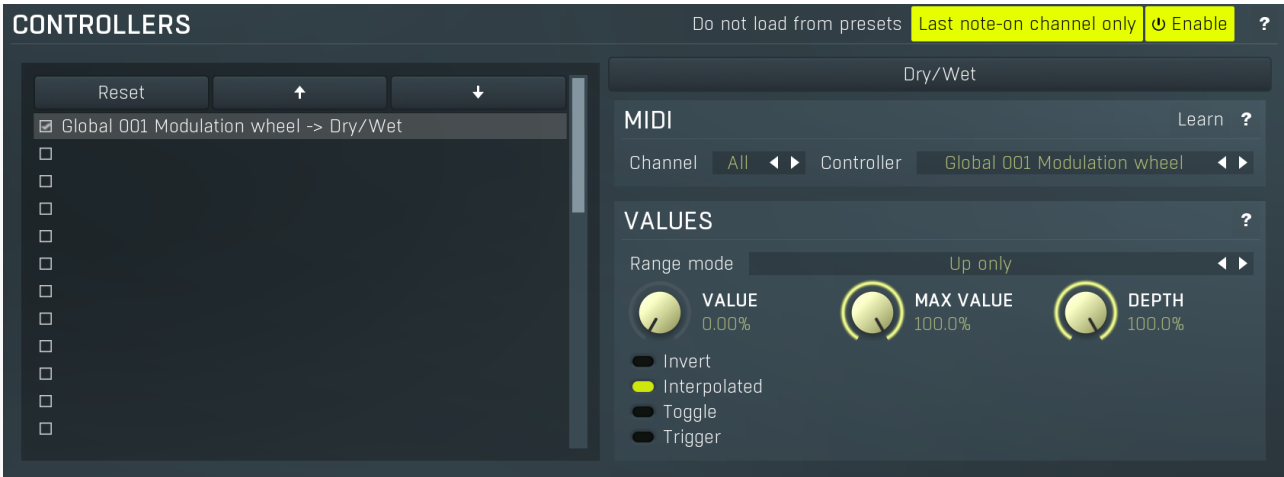 CONTROLLERS
Do not load from presets Last note-on channel only Enable ?
Reset
Global 001 Modulation wheel -> Dry/Wet
Dry/Wet
MIDI Learn ?
Channel All Controller Global 001 Modulation wheel
VALUES ?
Range mode Up only
VALUE MAX VALUE DEPTH
0.00% 100.0% 100.0%
Invert
Interpolated
Toggle
Trigger